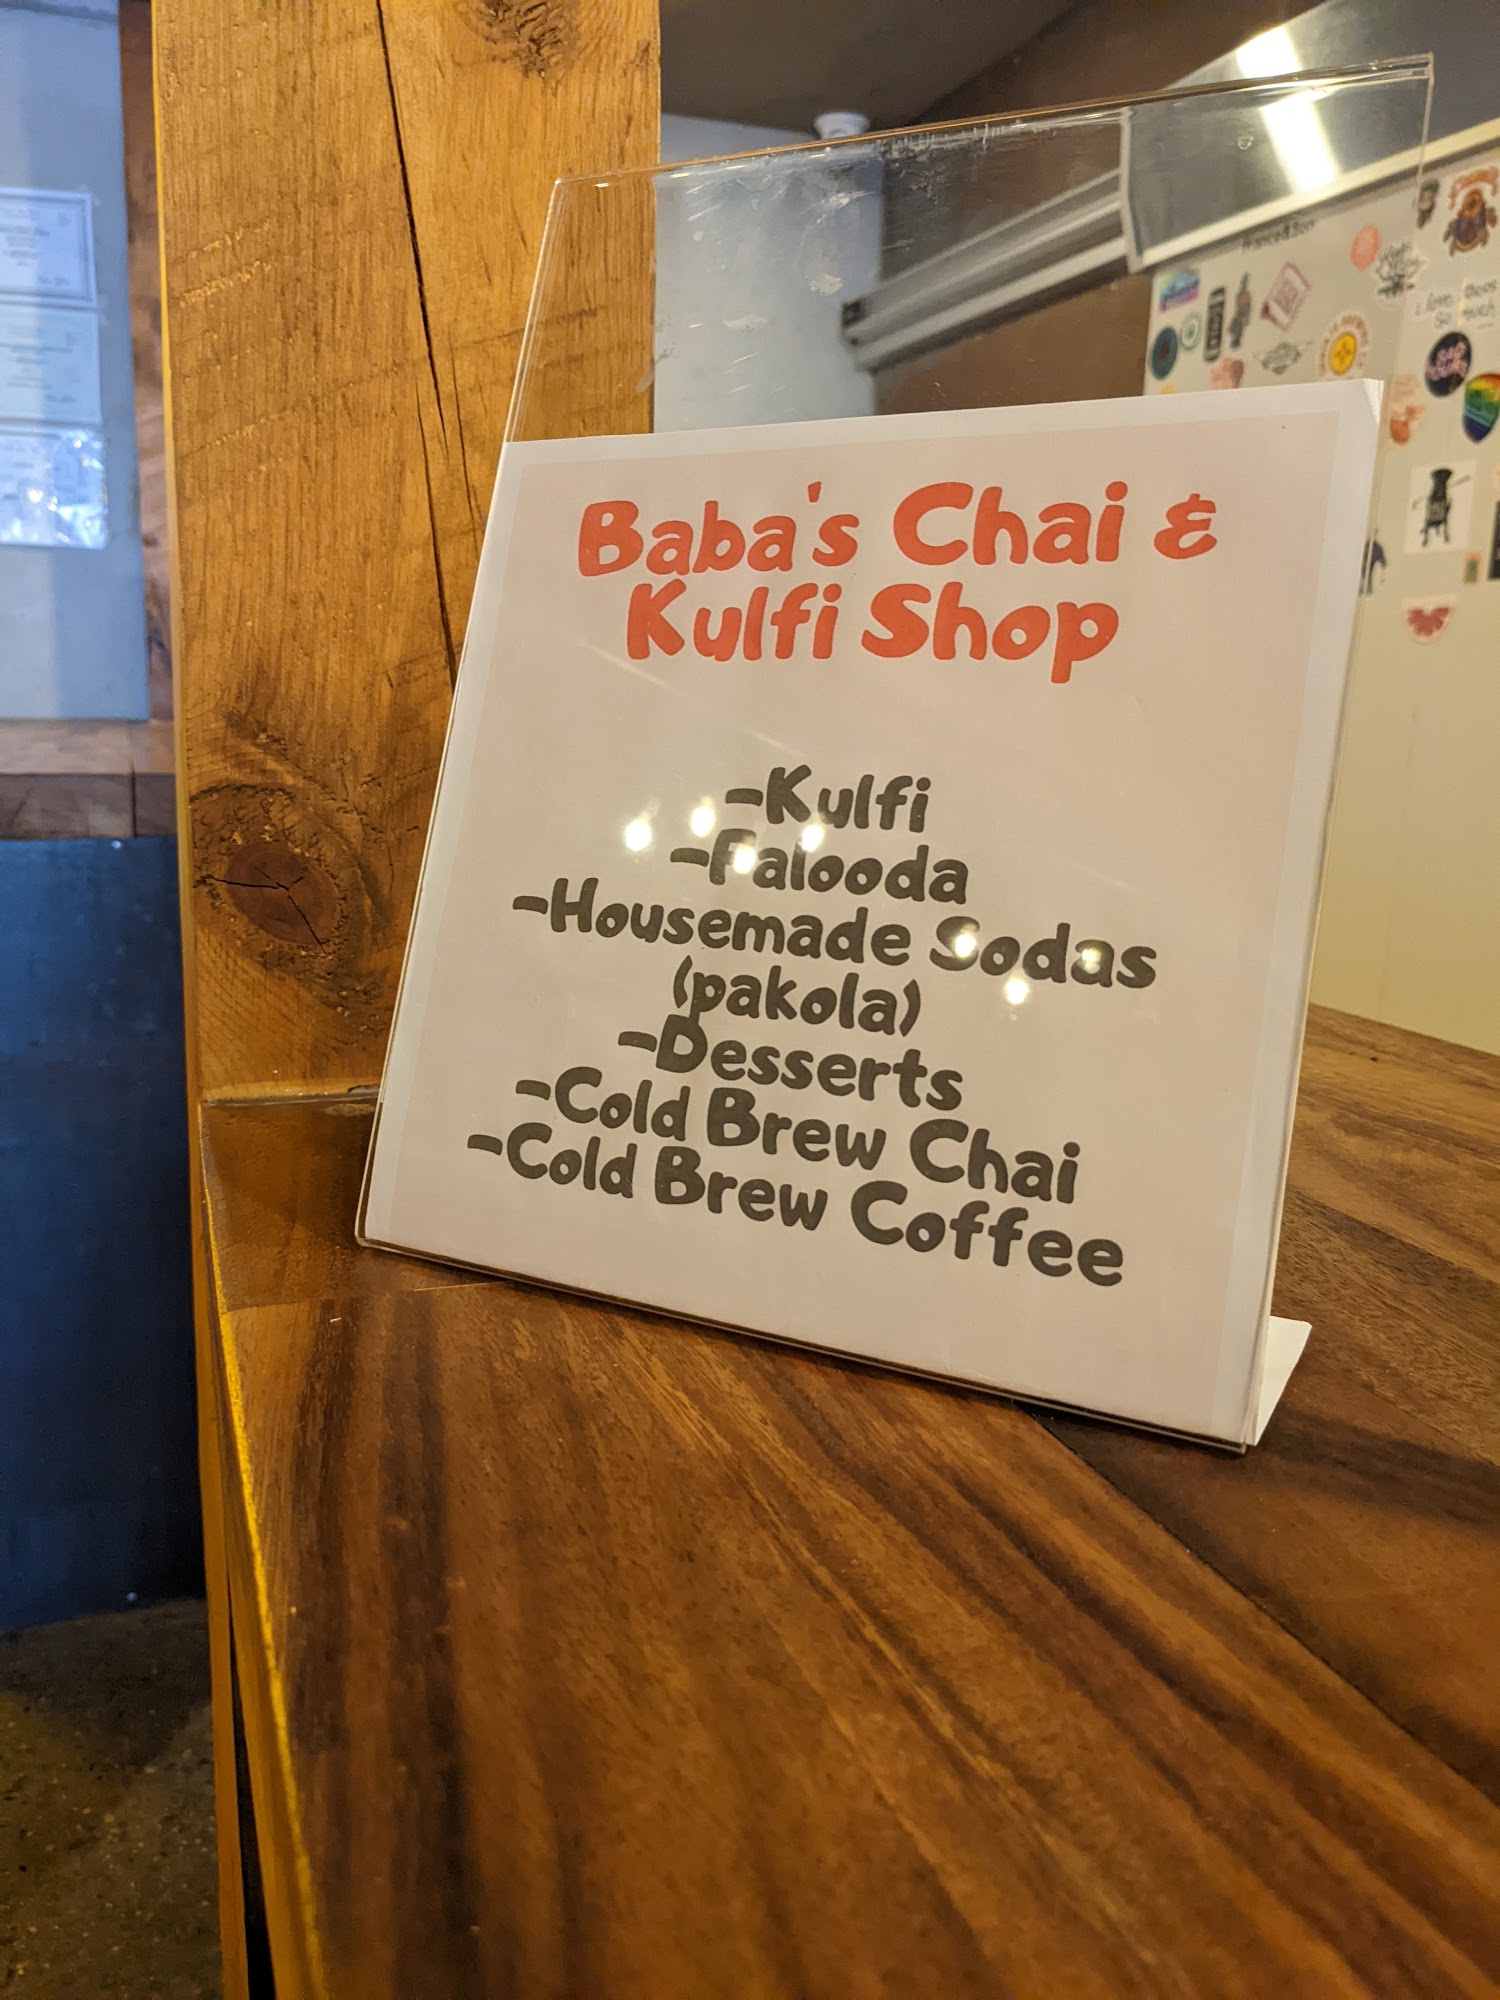 Baba's Chai &
Kulfi Shop
-Kulfi
-Falooda
-Housemade Sodas
(pakola)
-Desserts
-Cold Brew Chai
-Cold Brew Coffee